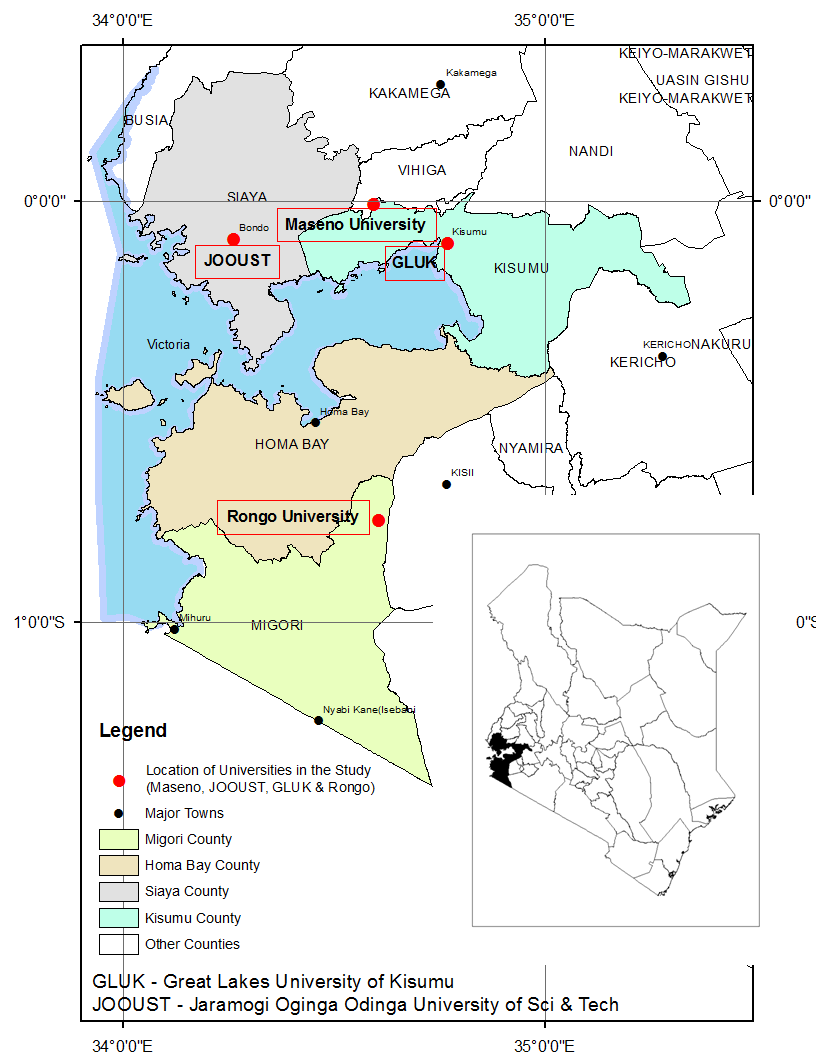 34°0'0"E
35°0'0"E
KEIYO-MARAKWET
Kakamega
UASIN GISHU
KAKAMEGA
KEIYO-MARAKWET
BUSIA
NANDI
VIHIGA
0°0'0"
SIAYA
0°0'0"
Maseno University
Bondo
Kisumu
JOOUST
GLUK
KISUMU
Victoria
KERICHO
NAKURU
KERICHO
Homa Bay
HOMA BAY
NYAMIRA
KISII
Rongo University
1°0'0"S
Mihuru
MIGORI
0"S
Nyabi Kane(Isebani
Legend
Location of Universities in the Study
(Maseno, JOOUST, GLUK & Rongo)
Major Towns
Migori County
Homa Bay County
Siaya County
Kisumu County
Other Counties
GLUK - Great Lakes University of Kisumu
JOOUST - Jaramogi Oginga Odinga University of Sci & Tech
34°0'0"E
35°0'0"E